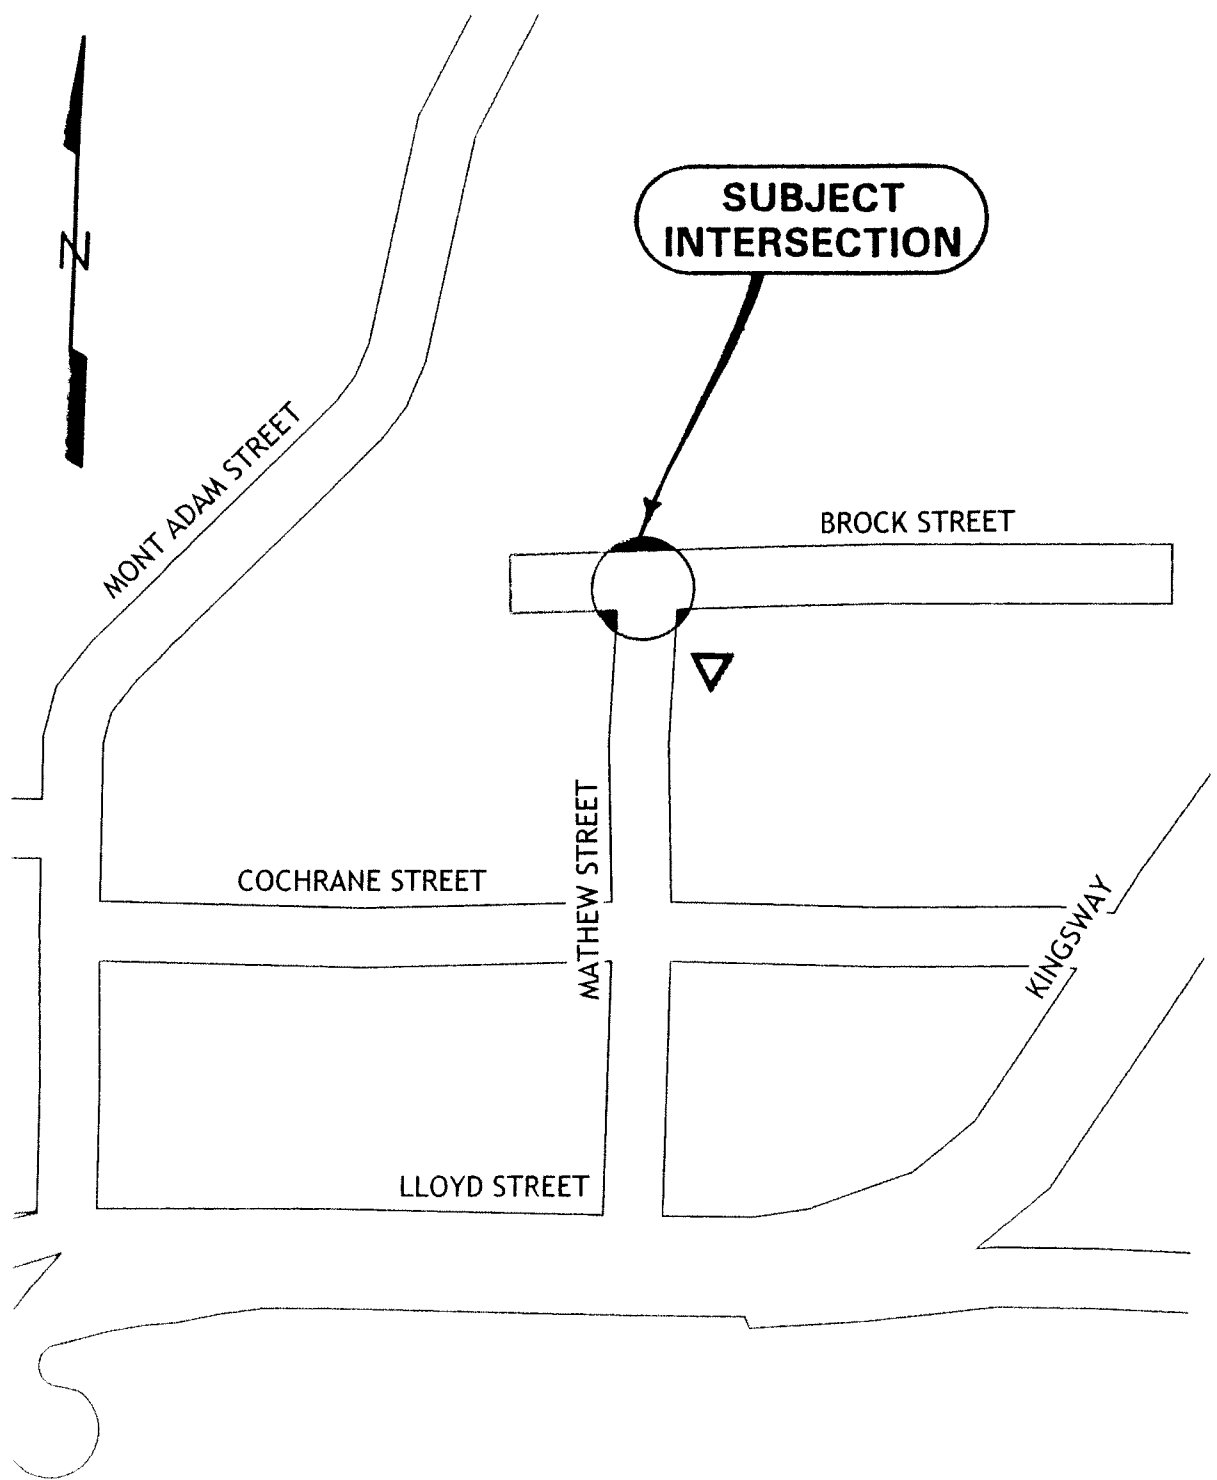 SUBJECT
INTERSECTION
N
MONT ADAM STREET
BROCK STREET
COCHRANE STREET
MATHEW STREET
KINGSWAY
LLOYD STREET